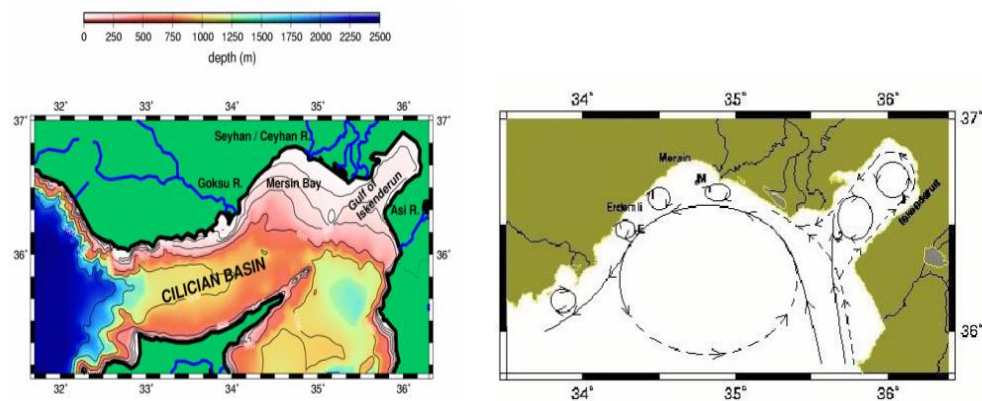 0 250 500 750 1000 1250 1500 1750 2000 2250 2500
depth (m)
32˚ 33˚ 34˚ 35˚ 36˚
37˚ 37˚
Seyhan / Ceyhan R.
Goksu R.
Mersin Bay
Gulf of
Iskenderun
Asi R.
36˚ 36˚
CILICIAN BASIN
32˚ 33˚ 34˚ 35˚ 36˚
34˚ 35˚ 36˚
37˚
Mersin
M
Erdemli
E
Iskenderun
36˚
34˚ 35˚ 36˚